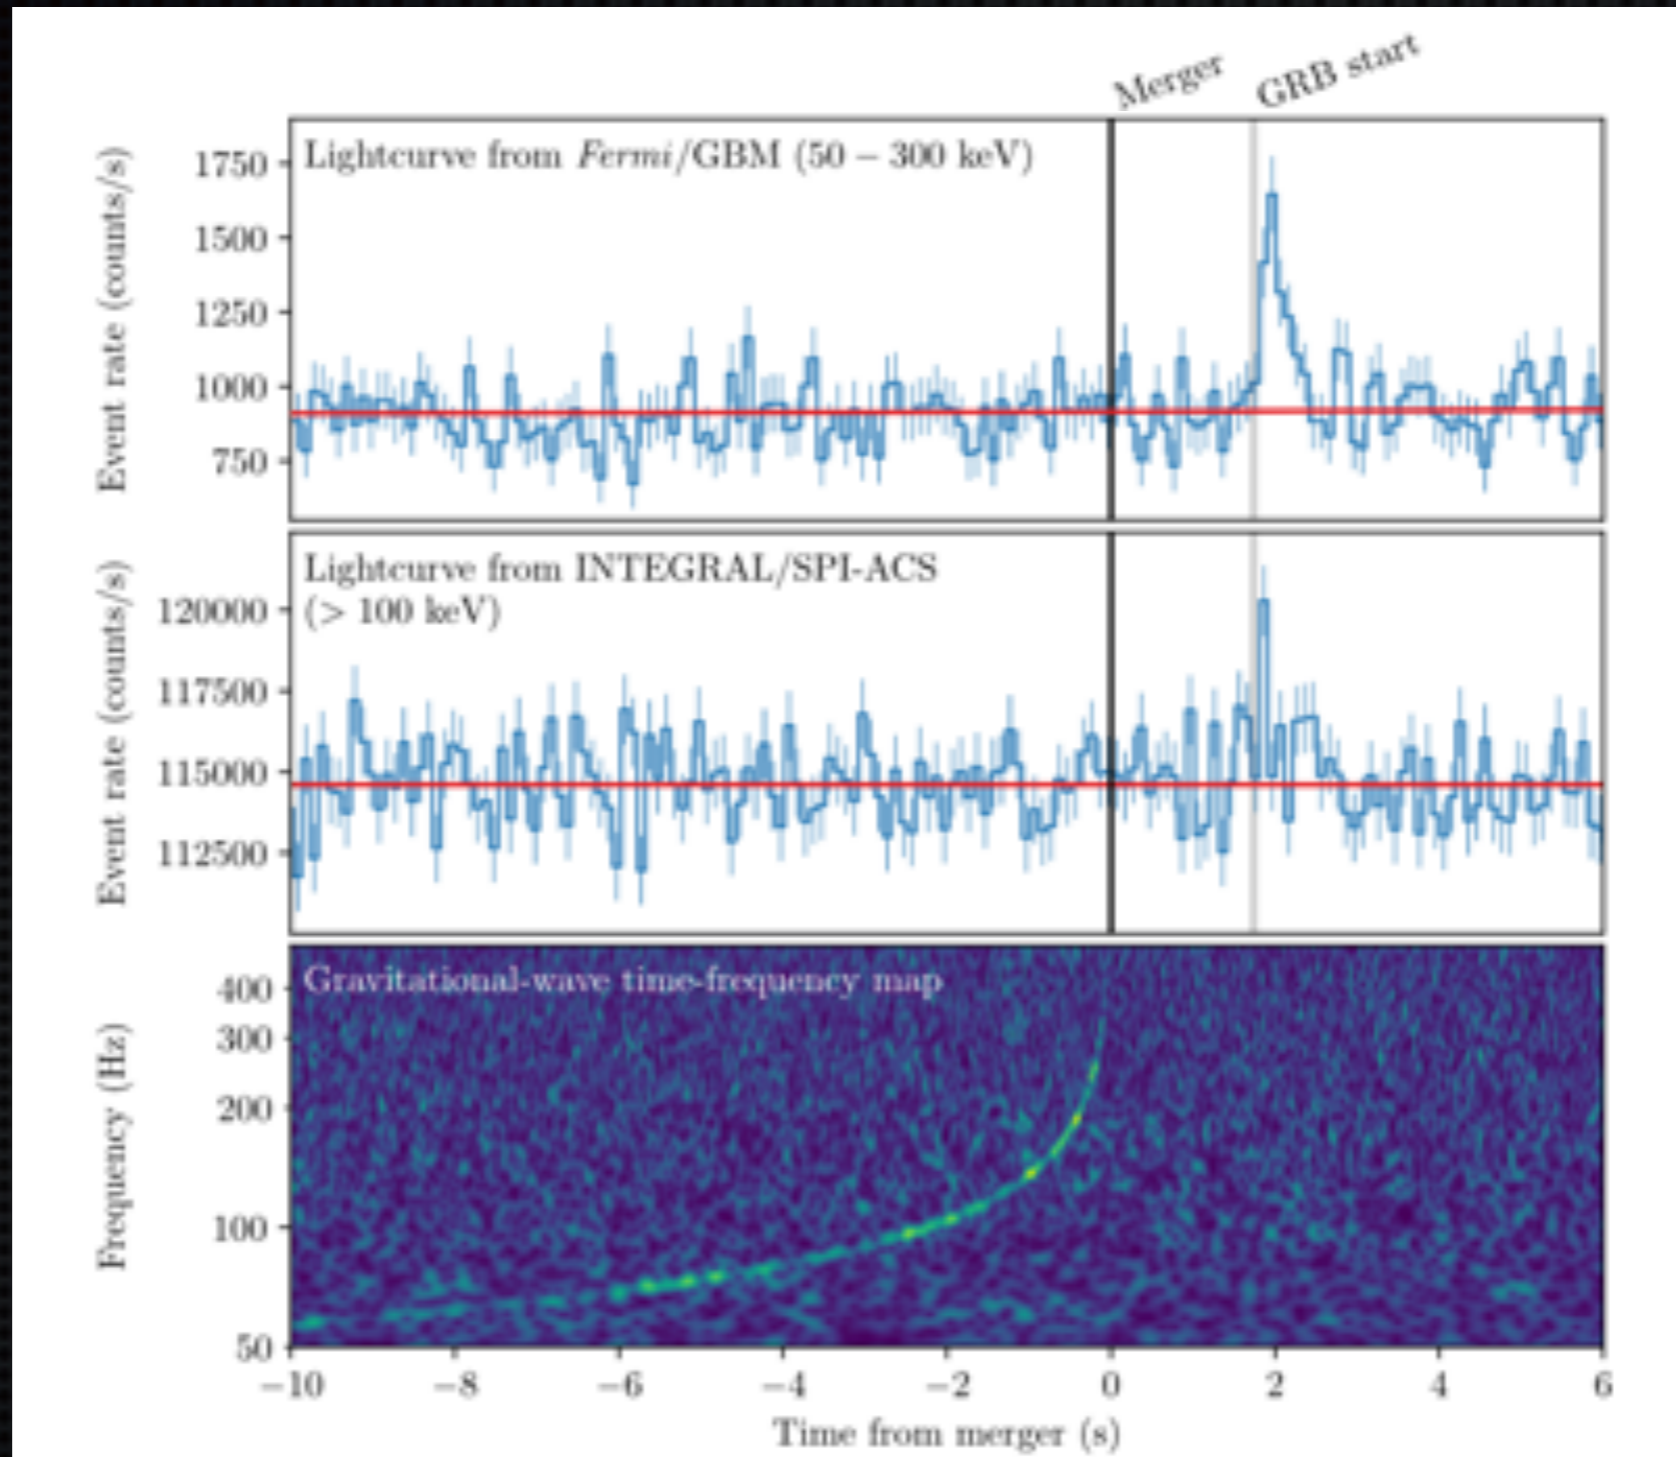 Merger
GRB start
Lightcurve from Fermi/GBM (50 – 300 keV)
Event rate (counts/s)
1750
1500
1250
1000
750
Lightcurve from INTEGRAL/SPI-ACS
(> 100 keV)
Event rate (counts/s)
120000
117500
115000
112500
Gravitational-wave time-frequency map
Frequency (Hz)
400
300
200
100
50
−10 −8 −6 −4 −2 0 2 4 6
Time from merger (s)